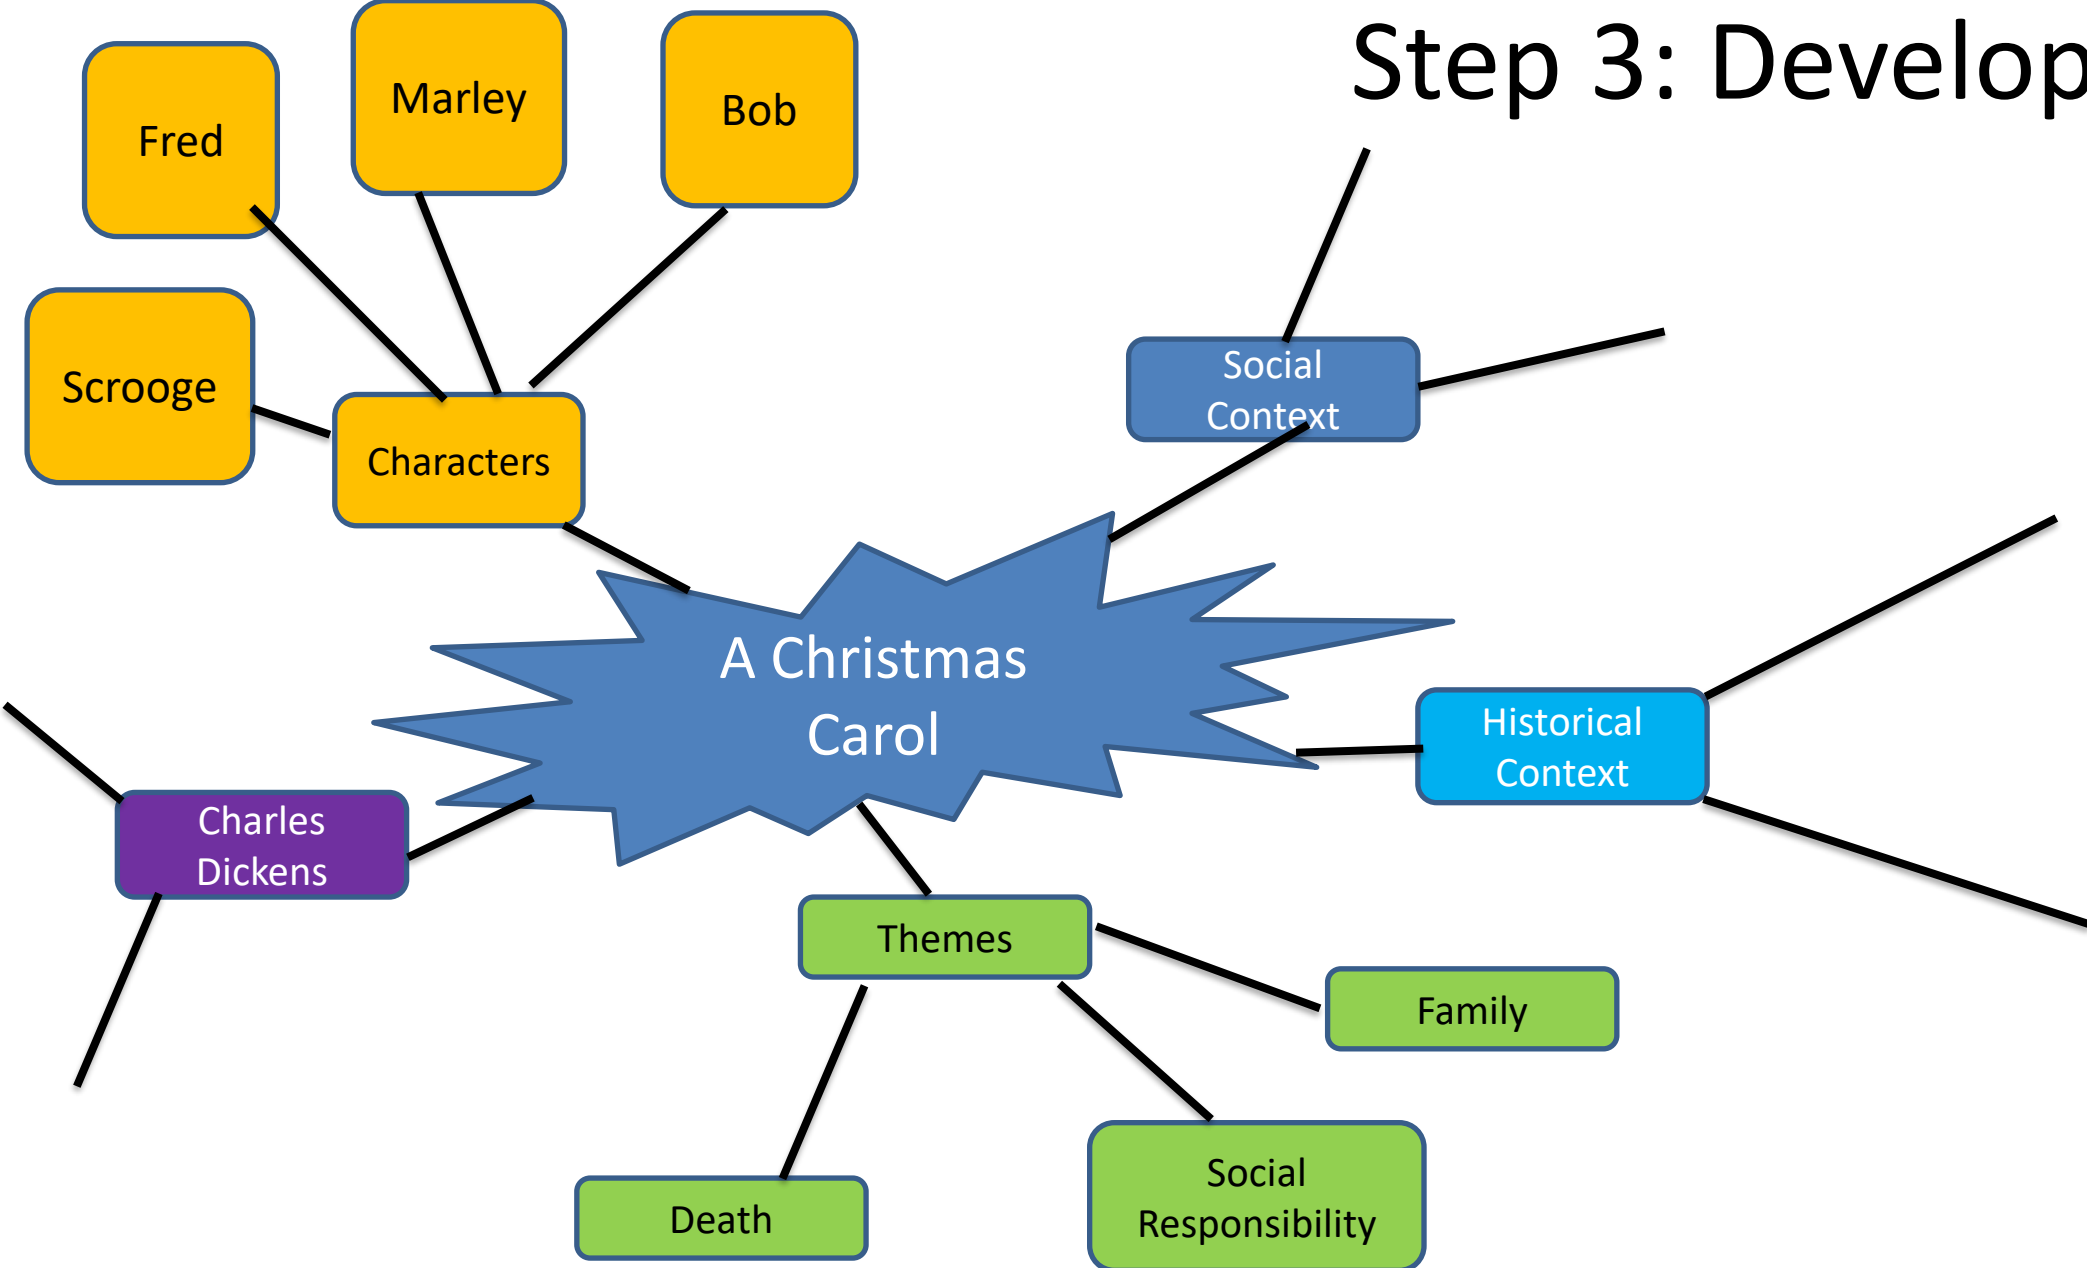 Step 3: Develop
Fred
Marley
Bob
Scrooge
Characters
Social
Context
A Christmas
Carol
Historical
Context
Charles
Dickens
Themes
Family
Death
Social
Responsibility